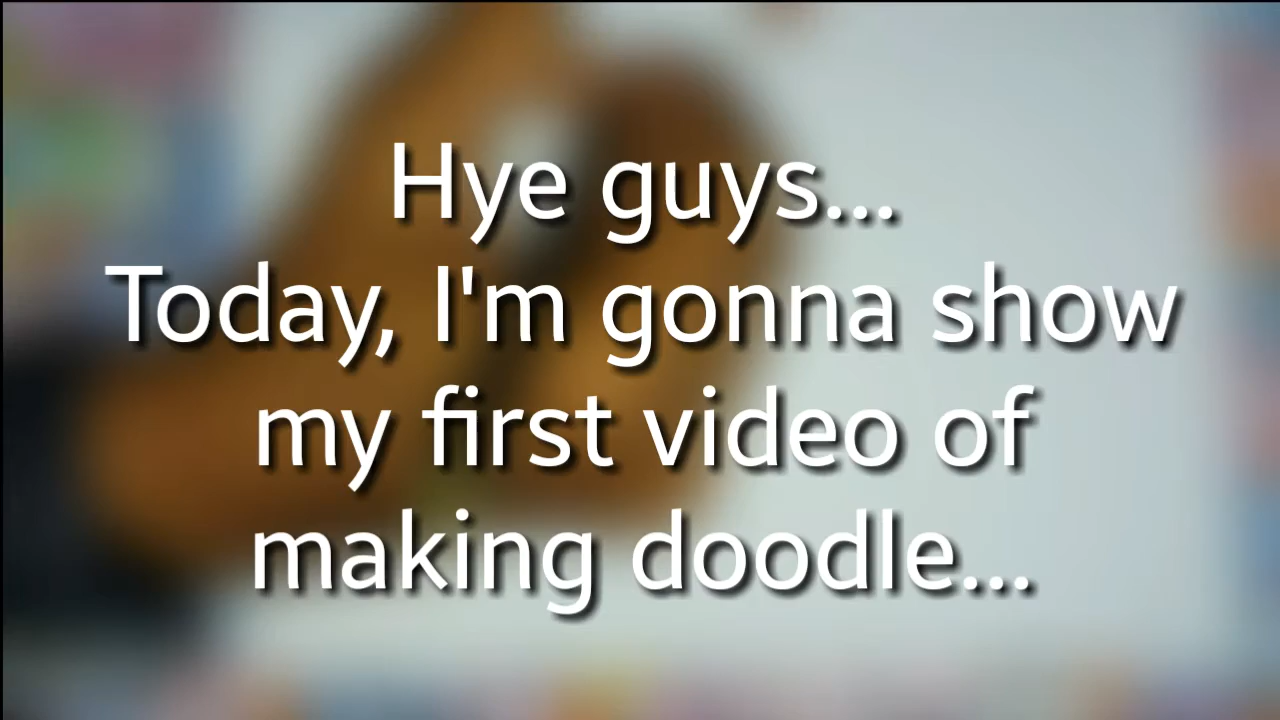 Hye guys...
Today, I'm gonna show
my first video of
making doodle...